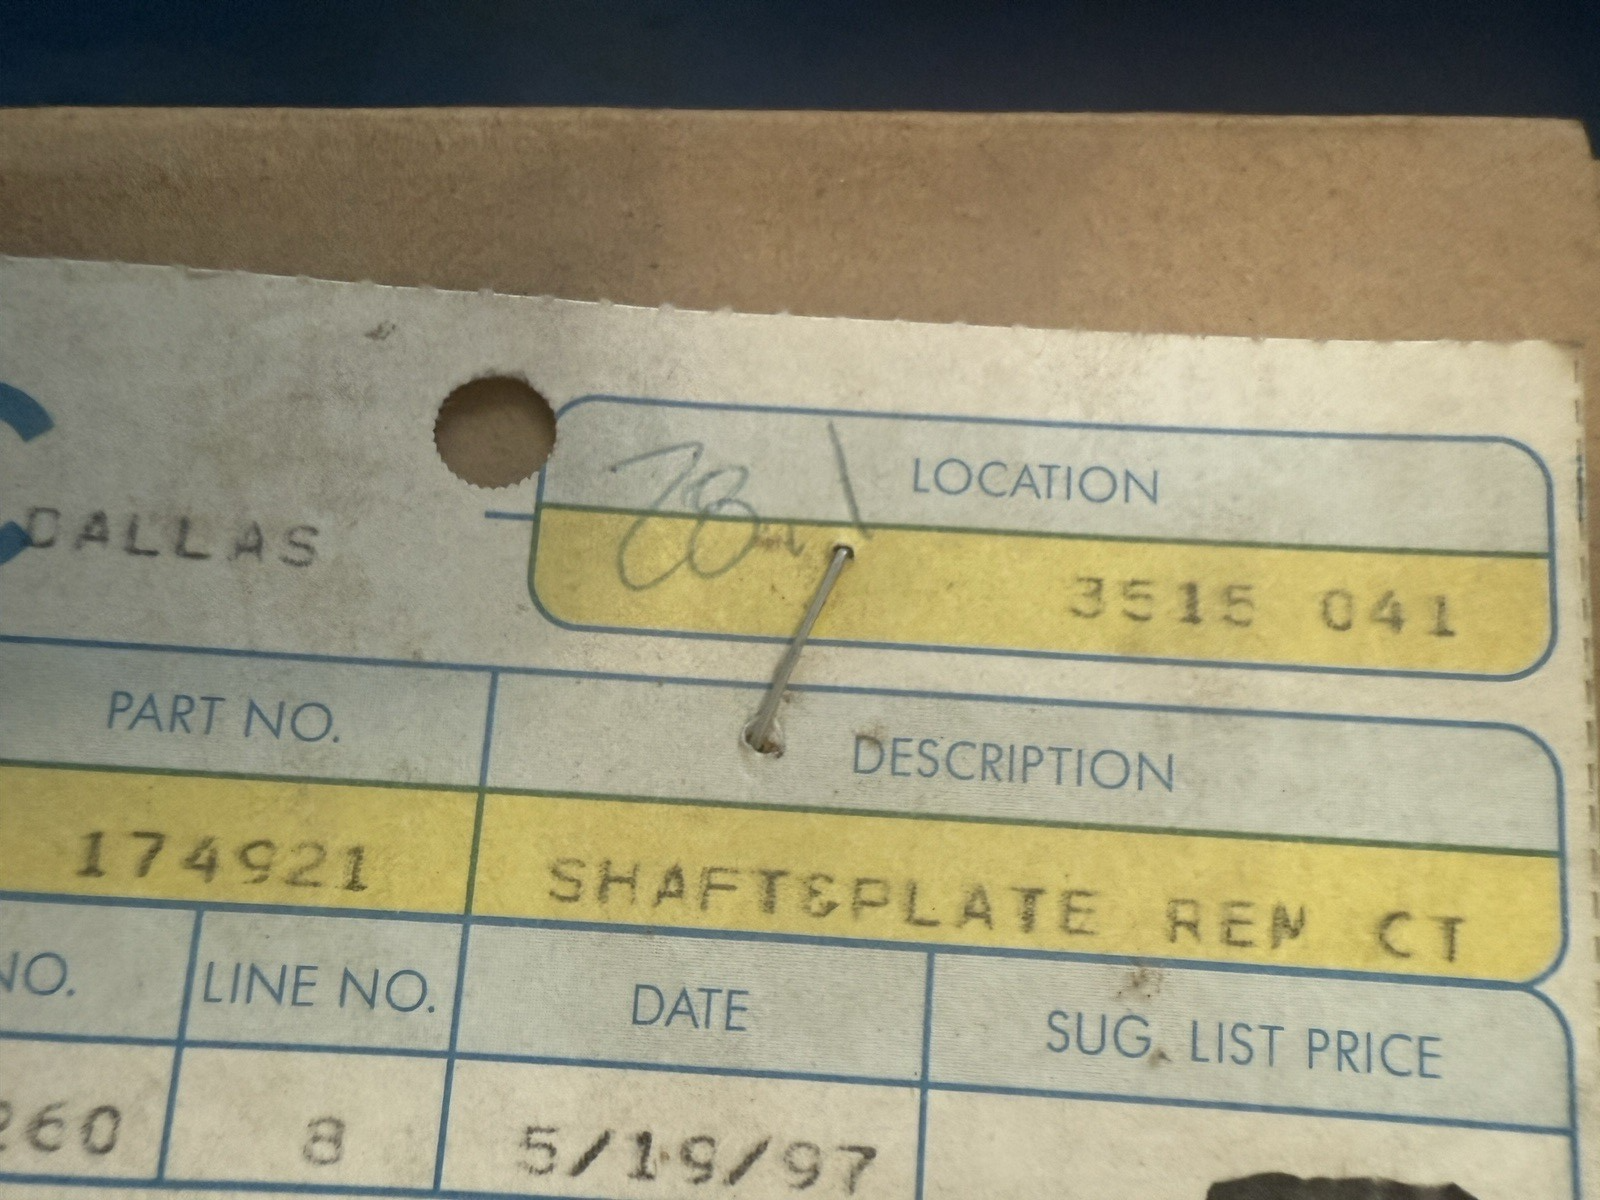 LOCATION
DALLAS
3515 041
PART NO. DESCRIPTION
174921 SHAFT&PLATE REM CT
NO. LINE NO. DATE SUG. LIST PRICE
260 8 5/19/97